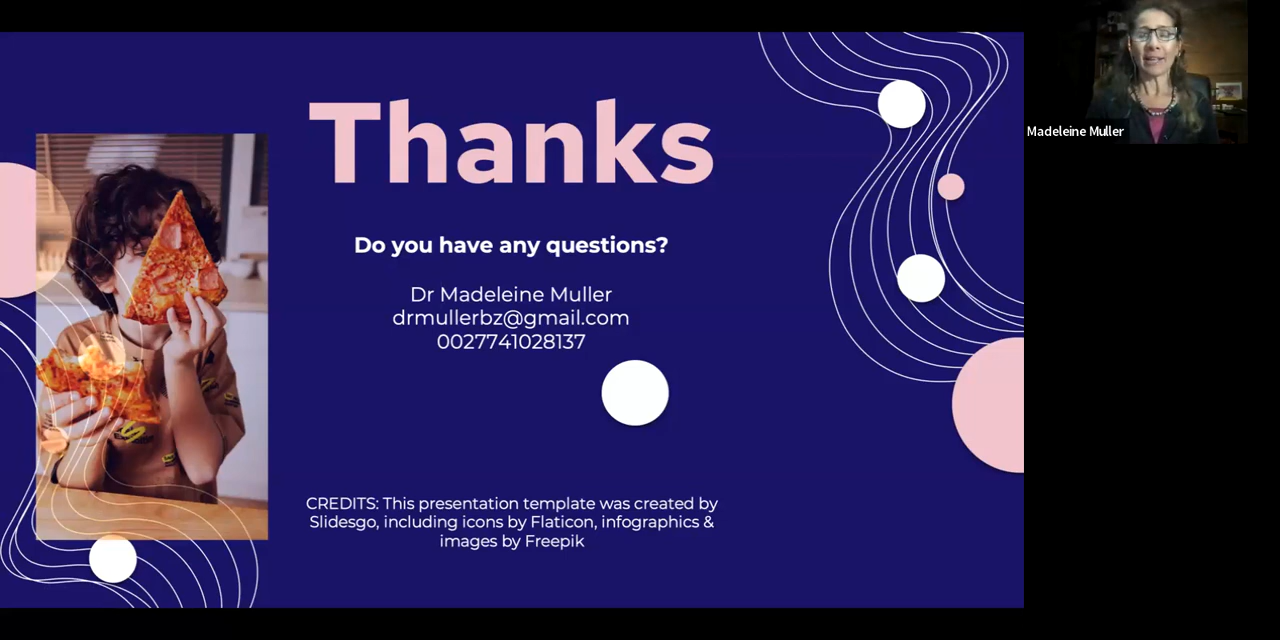 Thanks
Do you have any questions?
Dr Madeleine Muller
drmullerbz@gmail.com
0027741028137
CREDITS: This presentation template was created by
Slidesgo, including icons by Flaticon, infographics &
images by Freepik
Madeleine Muller